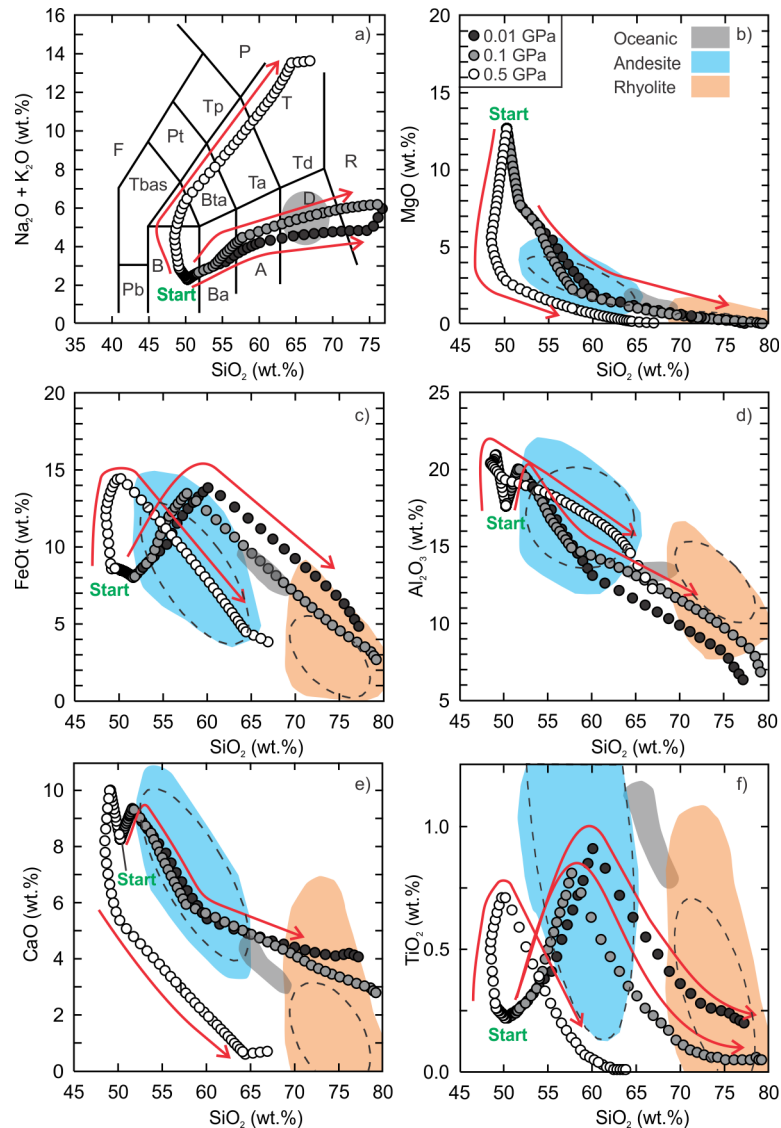 a)
P
T
Tp
Pt
F
Tbas
Bta
Ta
Td
R
D
B
A
Ba
Pb
Start
16
14
12
10
8
6
4
2
0
Na2O + K2O (wt.%)
35 40 45 50 55 60 65 70 75
SiO2 (wt.%)
b)
0.01 GPa
0.1 GPa
0.5 GPa
Oceanic
Andesite
Rhyolite
Start
20
15
10
5
0
MgO (wt.%)
45 50 55 60 65 70 75 80
SiO2 (wt.%)
c)
20
15
10
5
0
FeOt (wt.%)
Start
45 50 55 60 65 70 75 80
SiO2 (wt.%)
d)
25
20
15
10
5
Al2O3 (wt.%)
Start
45 50 55 60 65 70 75 80
SiO2 (wt.%)
e)
10
8
6
4
2
0
CaO (wt.%)
Start
45 50 55 60 65 70 75 80
SiO2 (wt.%)
f)
1.0
0.5
0.0
TiO2 (wt.%)
Start
45 50 55 60 65 70 75 80
SiO2 (wt.%)